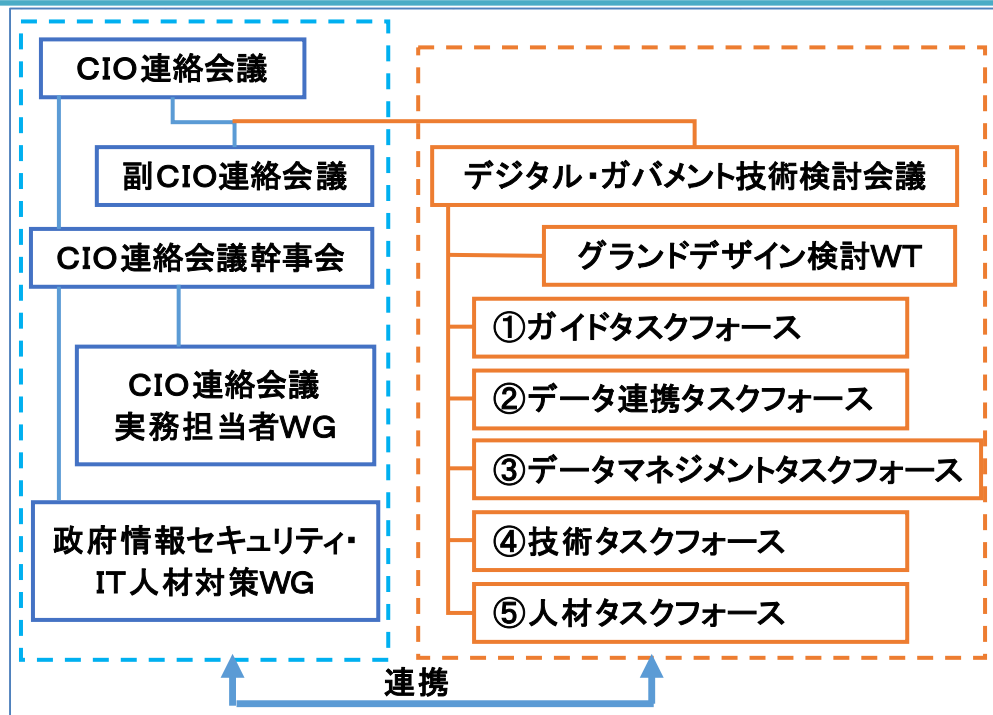 CIO連絡会議
副CIO連絡会議
CIO連絡会議幹事会
CIO連絡会議
実務担当者WG
政府情報セキュリティ・
IT人材対策WG
デジタル・ガバメント技術検討会議
グランドデザイン検討WT
①ガイドタスクフォース
②データ連携タスクフォース
③データマネジメントタスクフォース
④技術タスクフォース
⑤人材タスクフォース
連携